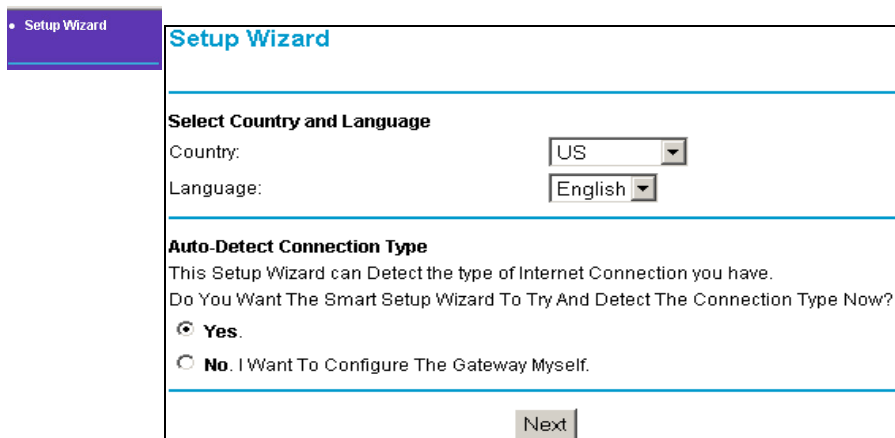 • Setup Wizard
Setup Wizard
Select Country and Language
Country: US
Language: English
Auto-Detect Connection Type
This Setup Wizard can Detect the type of Internet Connection you have.
Do You Want The Smart Setup Wizard To Try And Detect The Connection Type Now?
Yes.
No. I Want To Configure The Gateway Myself.
Next